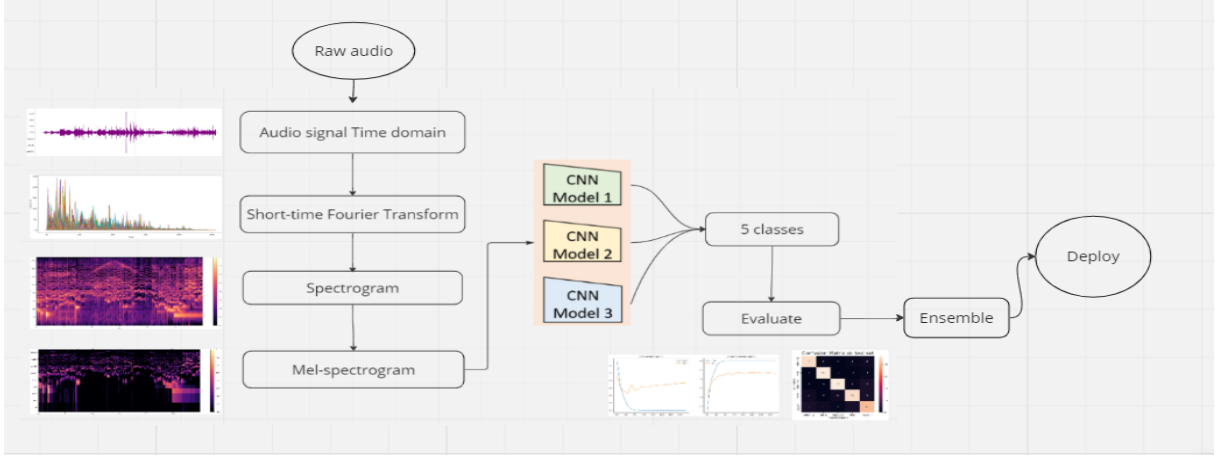 Raw audio
Audio signal Time domain
Short-time Fourier Transform
Spectrogram
Mel-spectrogram
CNN
Model 1
CNN
Model 2
CNN
Model 3
5 classes
Evaluate
Ensemble
Deploy